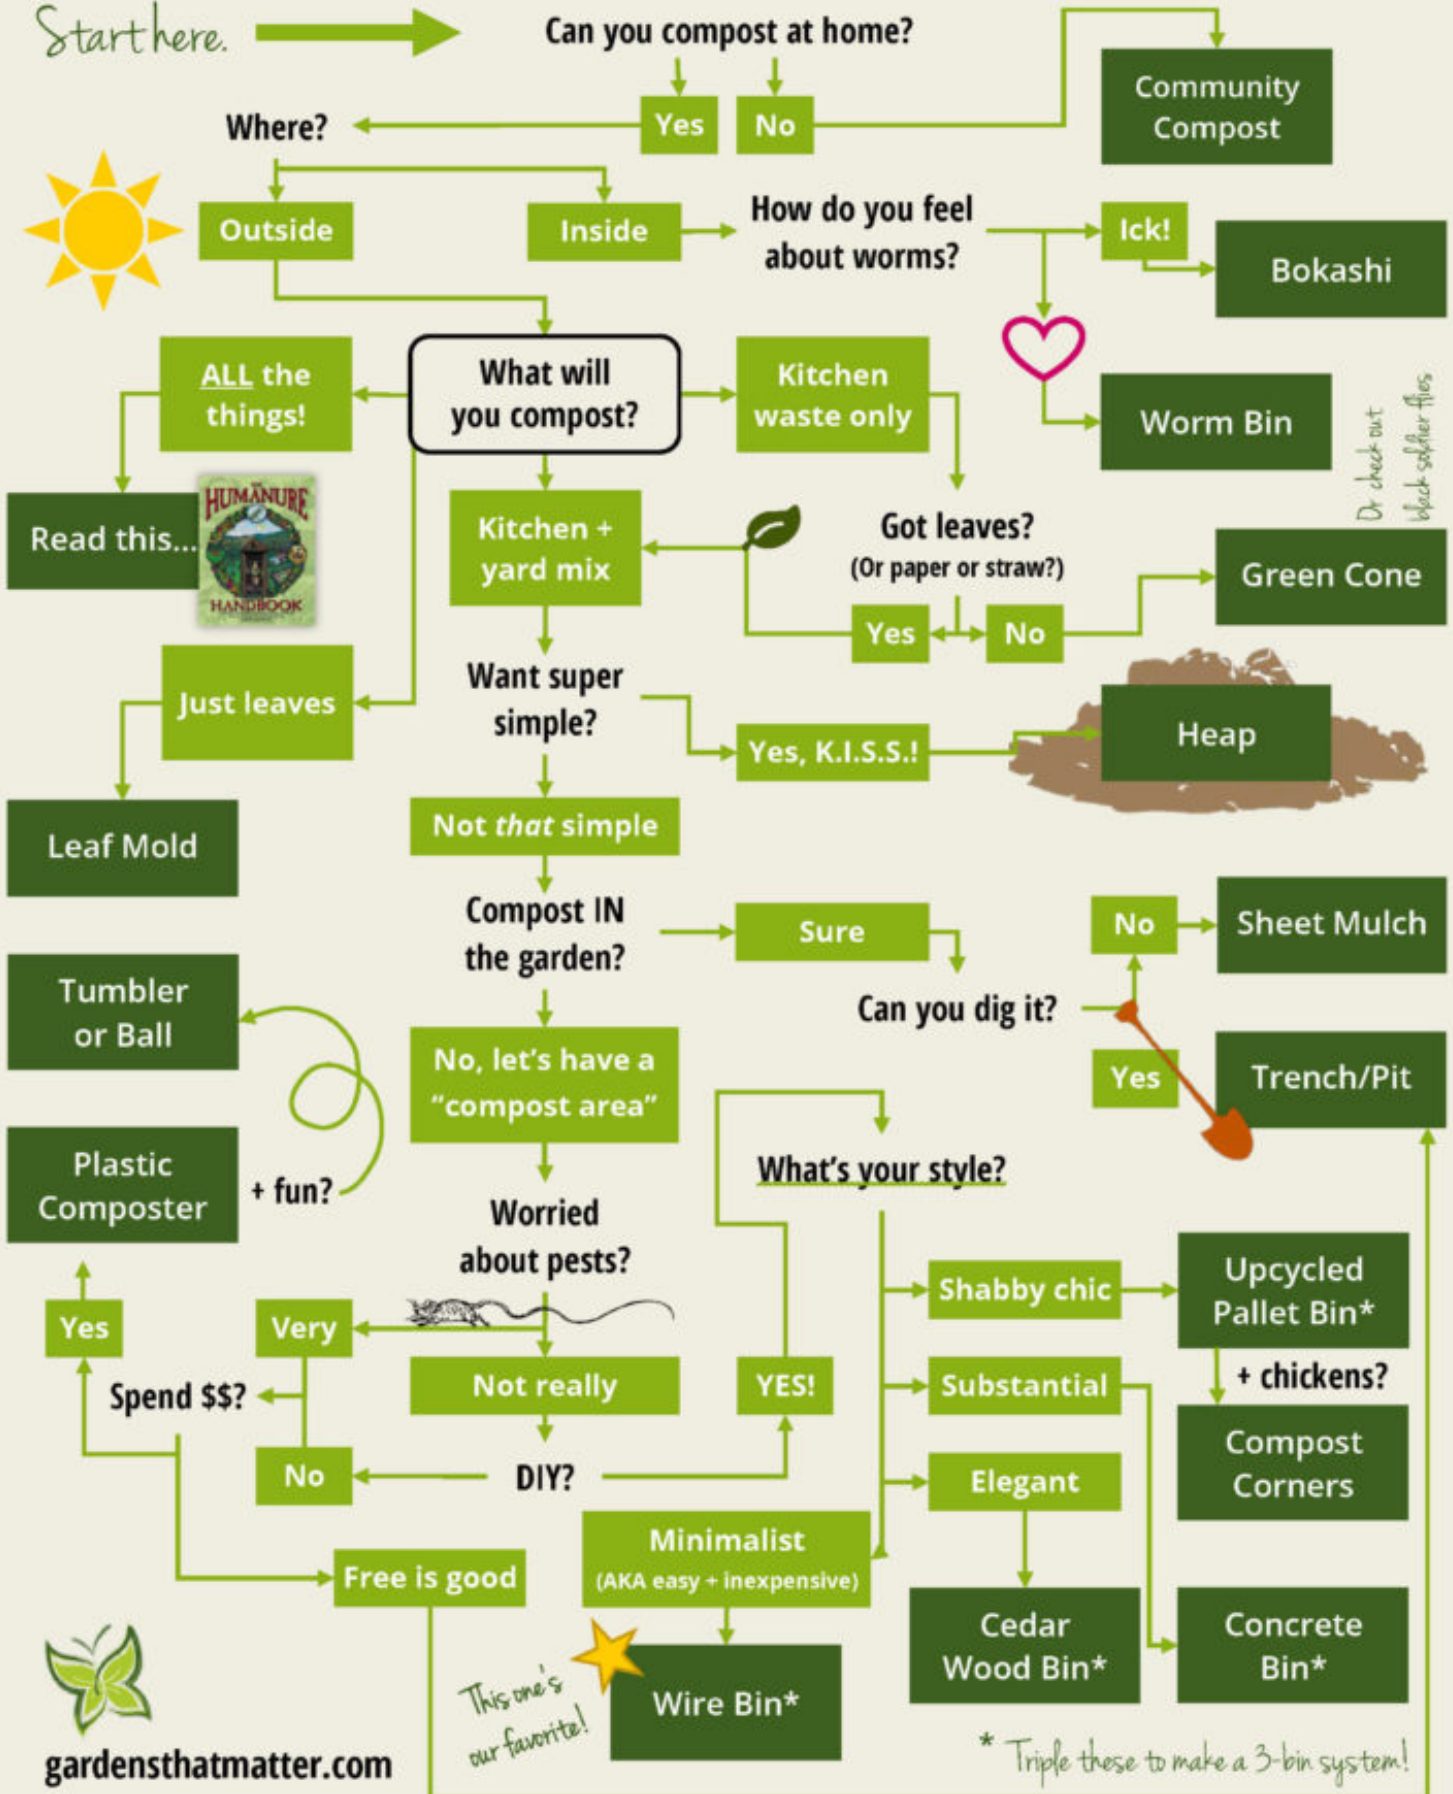 Start here.
Can you compost at home?
Yes
No
Community
Compost
Where?
Outside
Inside
How do you feel
about worms?
Ick!
Bokashi
ALL the
things!
What will
you compost?
Kitchen
waste only
Worm Bin
Or check out
black soldier flies
Read this...
HUMANURE
HANDBOOK
Kitchen +
yard mix
Got leaves?
(Or paper or straw?)
Yes
No
Green Cone
Just leaves
Want super
simple?
Yes, K.I.S.S.!
Heap
Leaf Mold
Not that simple
Compost IN
the garden?
Sure
No
Sheet Mulch
Can you dig it?
Yes
Trench/Pit
Tumbler
or Ball
No, let's have a
"compost area"
Plastic
Composter
+ fun?
What's your style?
Worried
about pests?
Yes
Very
Spend $$?
Not really
YES!
No
DIY?
Shabby chic
Upcycled
Pallet Bin*
+ chickens?
Substantial
Compost
Corners
Elegant
Minimalist
(AKA easy + inexpensive)
Free is good
Cedar
Wood Bin*
Concrete
Bin*
This one's
our favorite!
Wire Bin*
* Triple these to make a 3-bin system!
gardensthatmatter.com